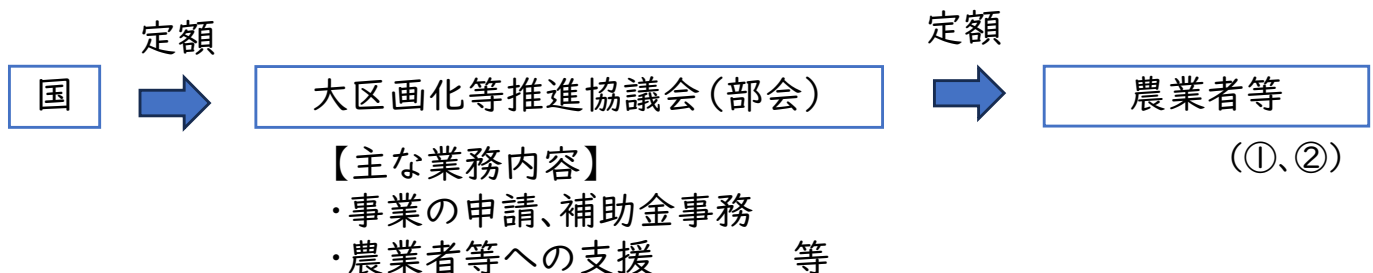 定額
定額
国
大区画化等推進協議会(部会)
農業者等
【主な業務内容】
(①、②)
・事業の申請、補助金事務
・農業者等への支援　　　　等